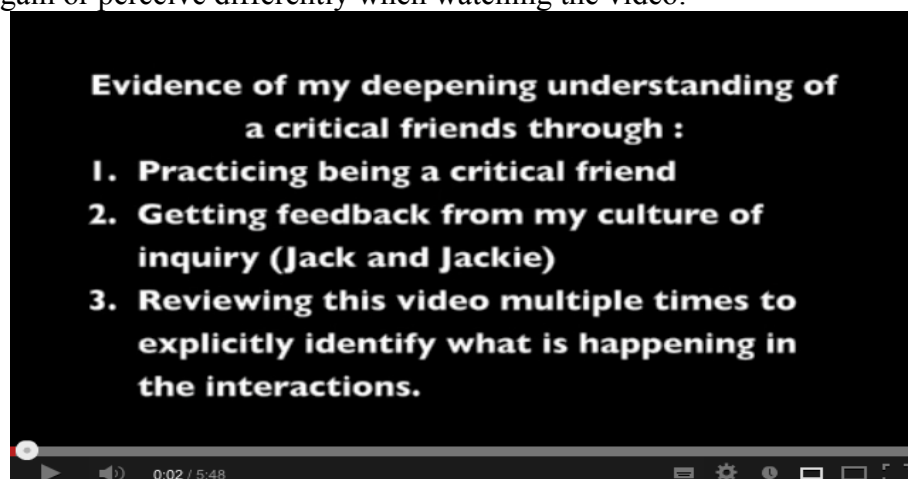 gain or perceive differently when watching the video.
Evidence of my deepening understanding of
a critical friends through :
1. Practicing being a critical friend
2. Getting feedback from my culture of
inquiry (Jack and Jackie)
3. Reviewing this video multiple times to
explicitly identify what is happening in
the interactions.
0:02 / 5:48